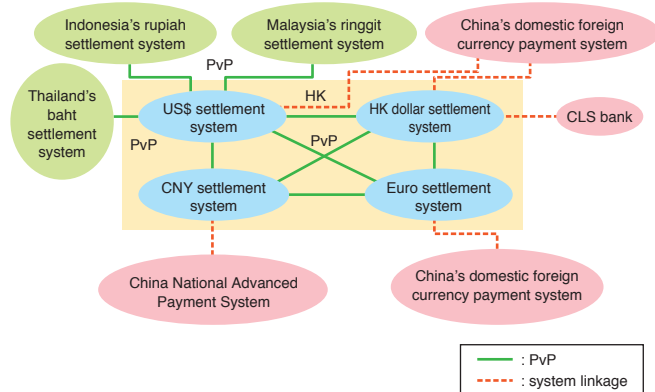 Indonesia's rupiah
settlement system
Malaysia's ringgit
settlement system
China's domestic foreign
currency payment system
PvP
Thailand's
baht
settlement
system
PvP
US$ settlement
system
HK
HK dollar settlement
system
CLS bank
PvP
CNY settlement
system
Euro settlement
system
China National Advanced
Payment System
China's domestic foreign
currency payment system
: PvP
: system linkage